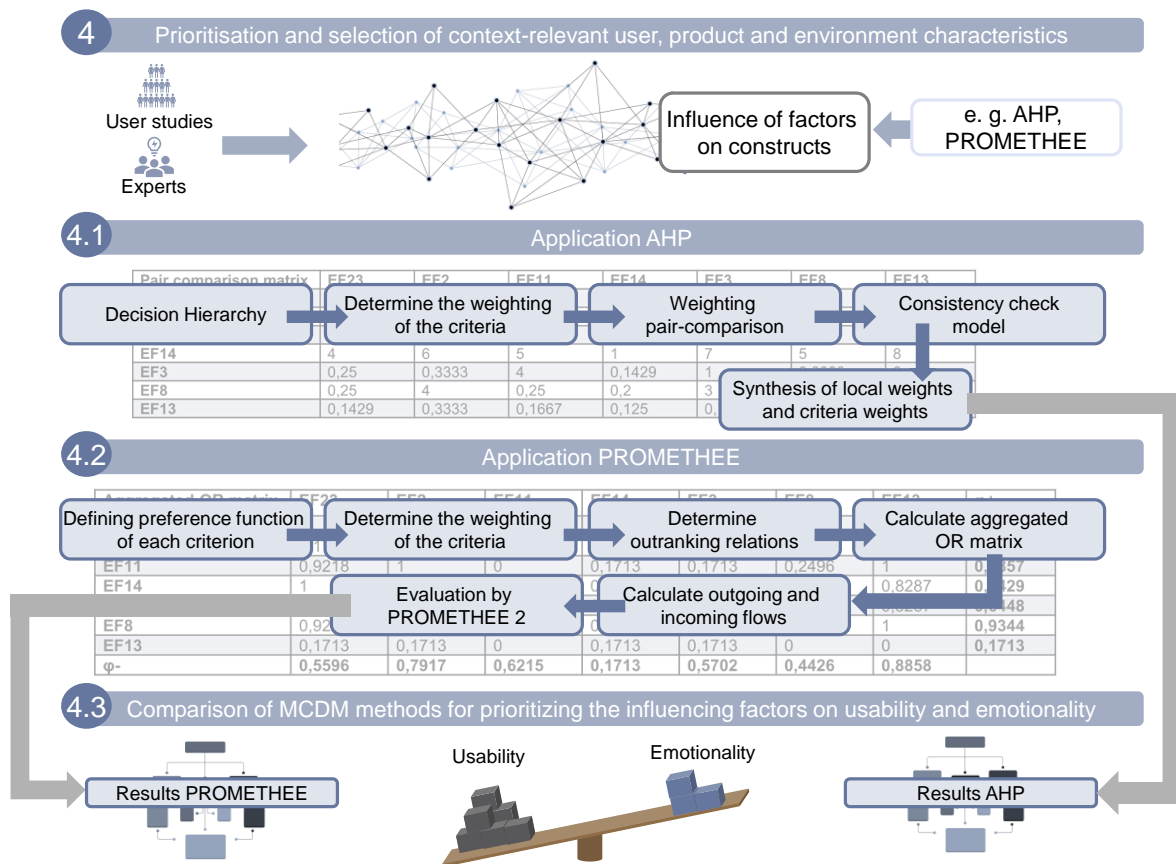 4
Prioritisation and selection of context-relevant user, product and environment characteristics
User studies
Experts
Influence of factors
on constructs
e. g. AHP,
PROMETHEE
4.1
Application AHP
Pair comparison matrix EF23 EF2 EF11 EF14 EF3 EF8 EF13
Decision Hierarchy
Determine the weighting
of the criteria
Weighting
pair-comparison
Consistency check
model
EF14 4 6 5 1 7 5 8
EF3 0,25 0,3333 4 0,1429 1
EF8 0,25 4 0,25 0,2 3
EF13 0,1429 0,3333 0,1667 0,125
Synthesis of local weights
and criteria weights
4.2
Application PROMETHEE
Aggregated OR matrix EF23 EF2 EF11 EF14 EF3 EF8 EF13
Defining preference function
of each criterion
Determine the weighting
of the criteria
Determine
outranking relations
Calculate aggregated
OR matrix
EF11 0,9218 1 0 0,1713 0,1713 0,2496 1
EF14 1 0,8287
Evaluation by
PROMETHEE 2
Calculate outgoing and
incoming flows
EF8 1 0,9344
EF13 0,1713 0,1713 0 0,1713 0,1713 0 0 0,1713
φ- 0,5596 0,7917 0,6215 0,1713 0,5702 0,4426 0,8858
4.3
Comparison of MCDM methods for prioritizing the influencing factors on usability and emotionality
Usability
Emotionality
Results PROMETHEE
Results AHP